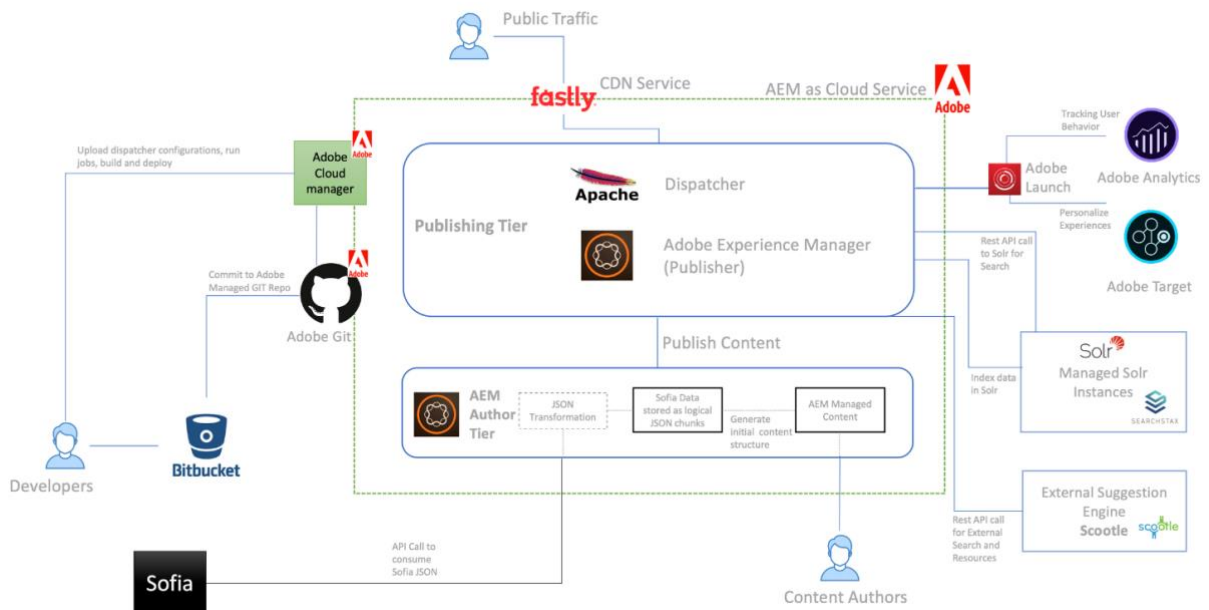 Public Traffic
CDN Service
fastly
AEM as Cloud Service
Adobe
Tracking User
Behavior
Adobe
Launch
Adobe Analytics
Personalize
Experiences
Adobe Target
Upload dispatcher configurations, run
jobs, build and deploy
Adobe
Adobe
Cloud
manager
Commit to Adobe
Managed GIT Repo
Adobe
Adobe Git
Developers
Bitbucket
Publishing Tier
APACHE
Dispatcher
Adobe Experience Manager
(Publisher)
Publish Content
AEM
Author
Tier
JSON
Transformation
Sofia Data
stored as logical
JSON chunks
Generate
initial content
structure
AEM Managed
Content
Rest API call
to Solr for
Search
Index data
in Solr
Solr
Managed Solr
Instances
SEARCHSTAX
Rest API call
for External
Search and
Resources
External Suggestion
Engine
Scootle
scootle
API Call to
consume
Sofia JSON
Sofia
Content Authors